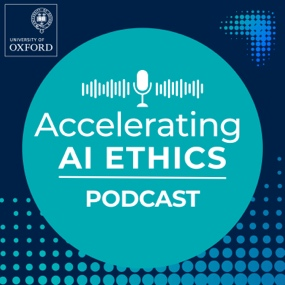 UNIVERSITY OF
OXFORD
Accelerating
AI ETHICS
PODCAST